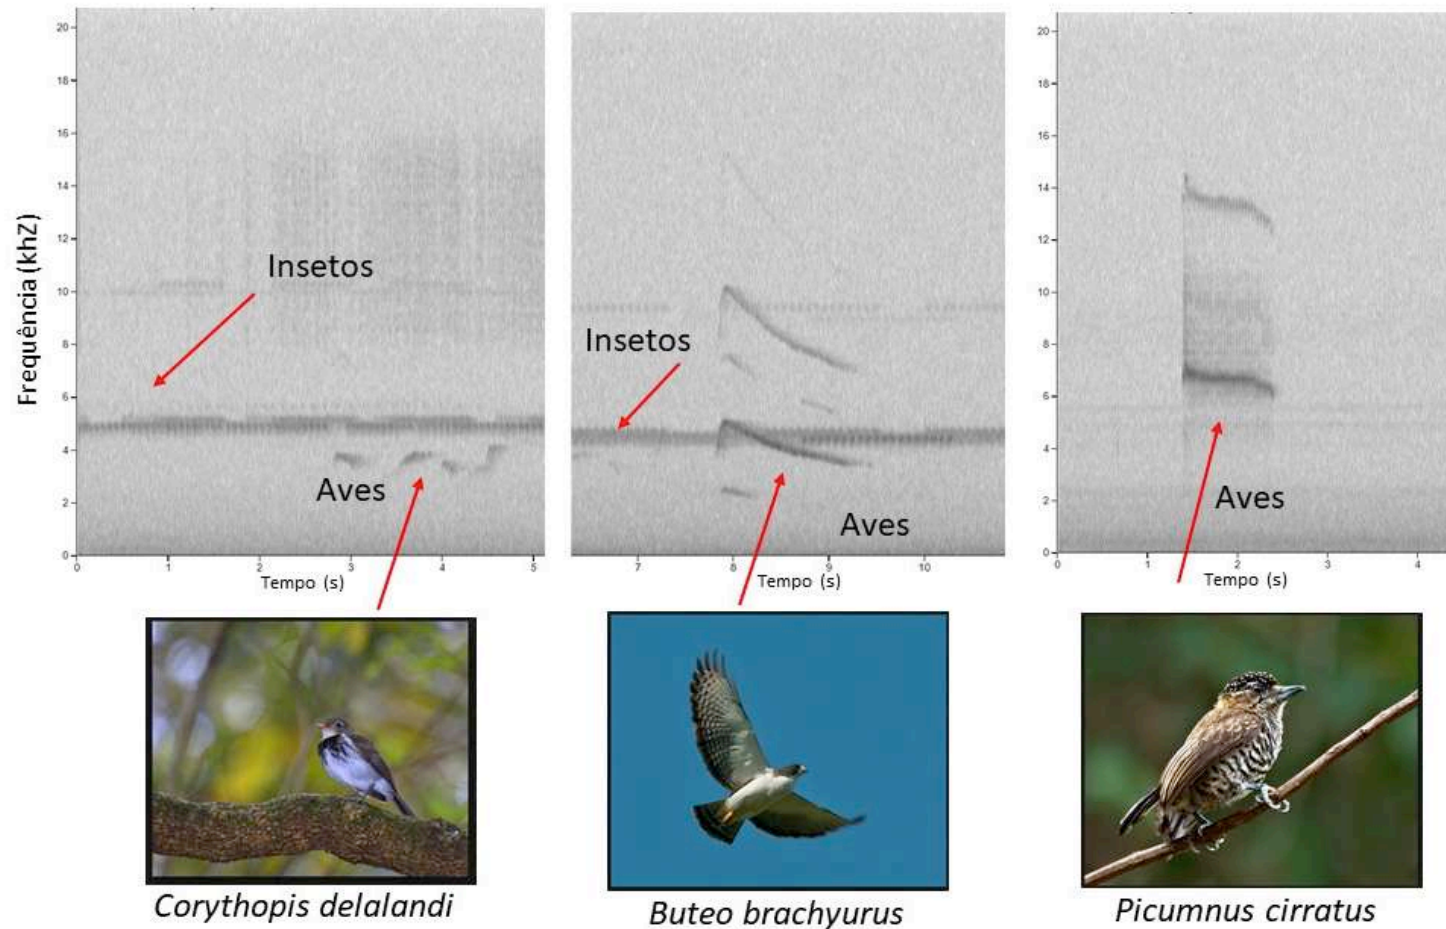 20
18
16
14
12
10
8
6
4
2
0
Frequência (khZ)
Insetos
Aves
0 1 2 3 4 5
Tempo (s)
Insetos
Aves
7 8 9 10
Tempo (s)
20
18
16
14
12
10
8
6
4
2
0
Aves
0 1 2 3 4
Tempo (s)
Corythopis delalandi
Buteo brachyurus
Picumnus cirratus